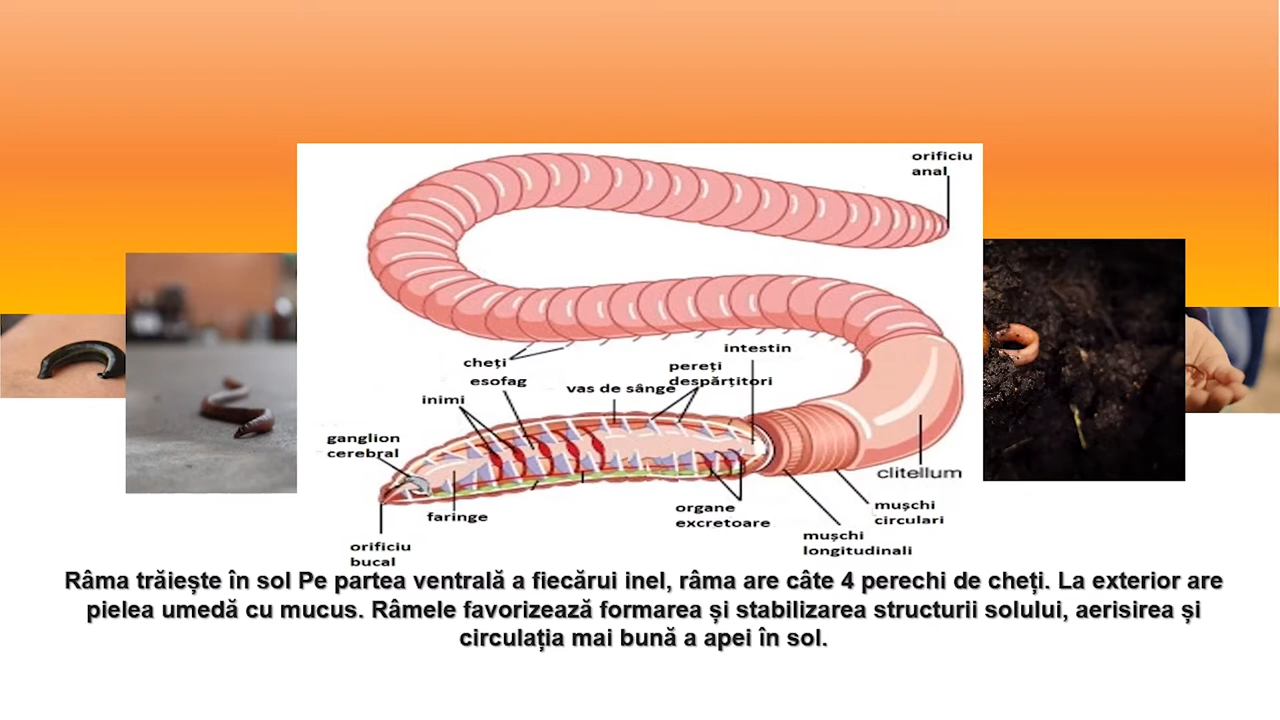 orificiu
anal
cheți
intestin
pereți
despărțitori
esofag
vas de sânge
inimi
ganglion
cerebral
clitellum
faringe
organe
excretoare
mușchi
circulari
mușchi
longitudinali
orificiu
bucal
Râma trăiește în sol Pe partea ventrală a fiecărui inel, râma are câte 4 perechi de cheți. La exterior are
pielea umedă cu mucus. Râmele favorizează formarea și stabilizarea structurii solului, aerisirea și
circulația mai bună a apei în sol.